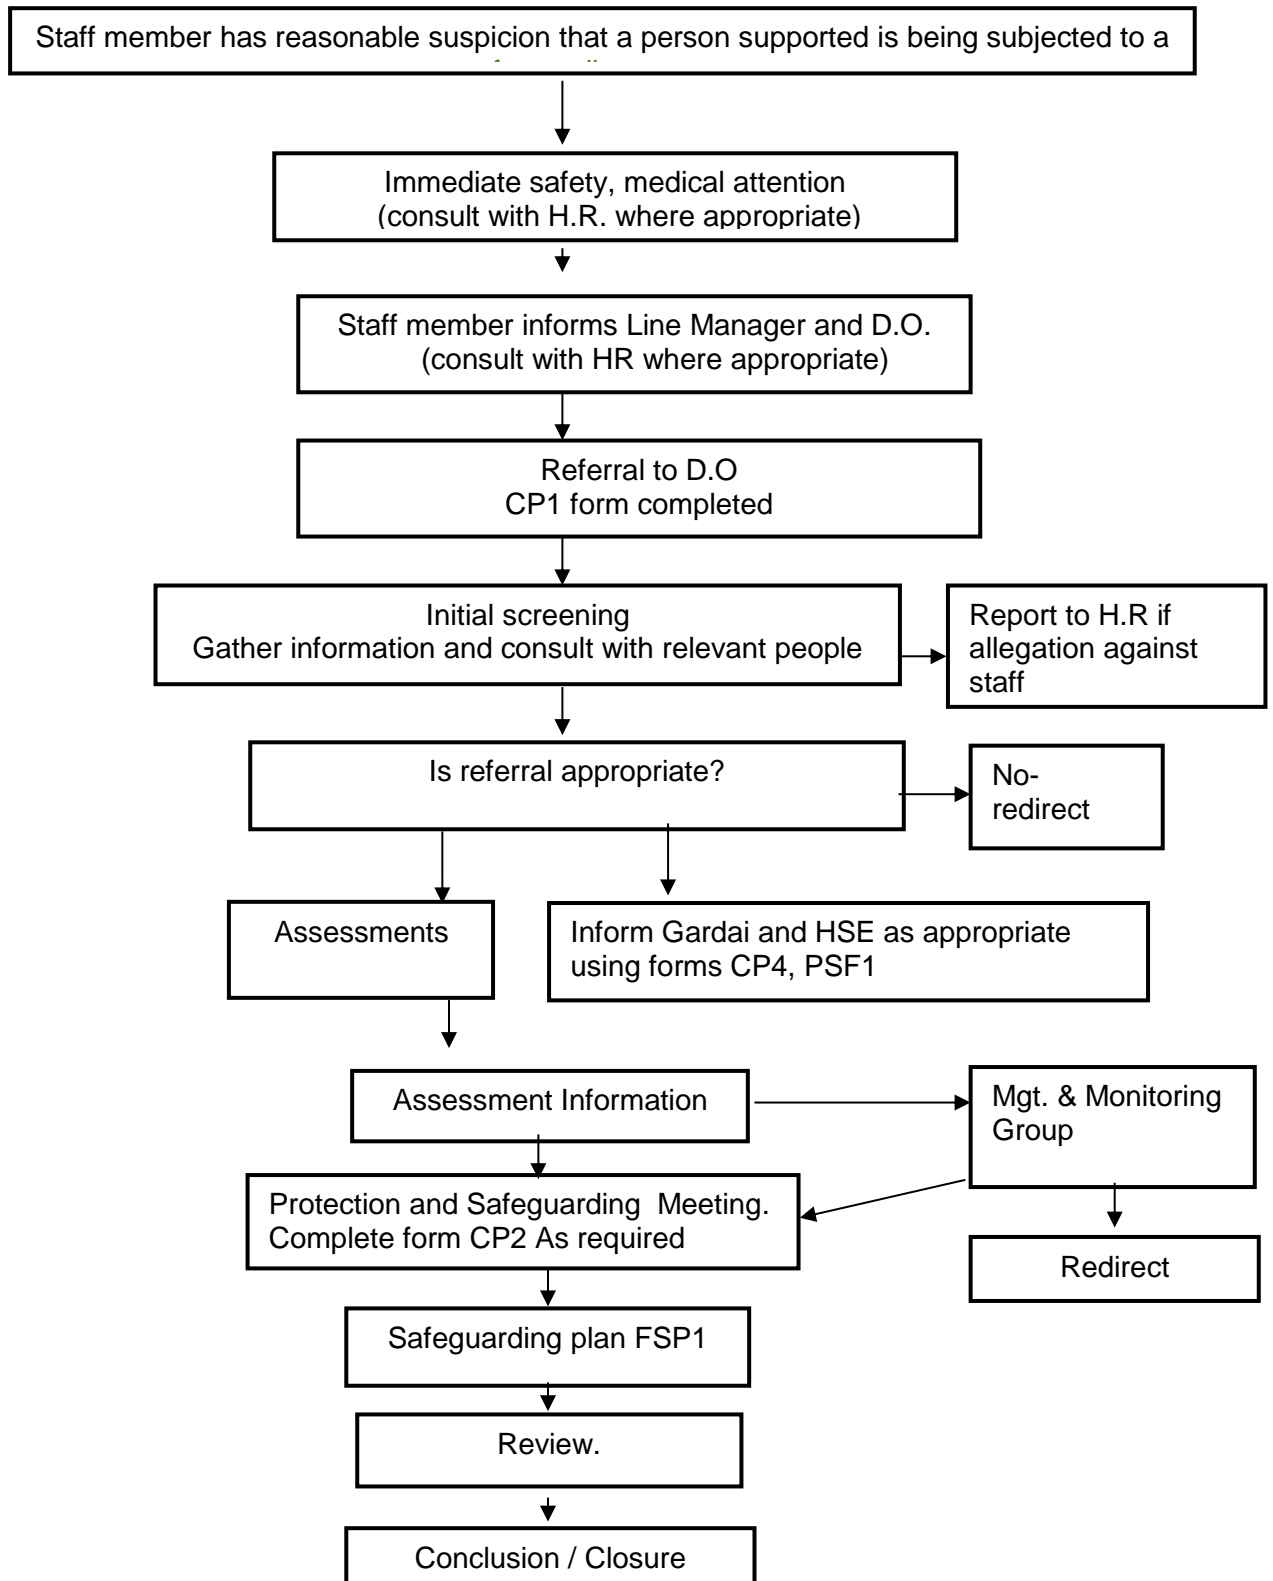 Staff member has reasonable suspicion that a person supported is being subjected to a
Immediate safety, medical attention
(consult with H.R. where appropriate)
Staff member informs Line Manager and D.O.
(consult with HR where appropriate)
Referral to D.O
CP1 form completed
Initial screening
Gather information and consult with relevant people
Report to H.R if
allegation against
staff
Is referral appropriate?
No-
redirect
Assessments
Inform Gardai and HSE as appropriate
using forms CP4, PSF1
Assessment Information
Mgt. & Monitoring
Group
Protection and Safeguarding  Meeting.
Complete form CP2 As required
Redirect
Safeguarding plan FSP1
Review.
Conclusion / Closure